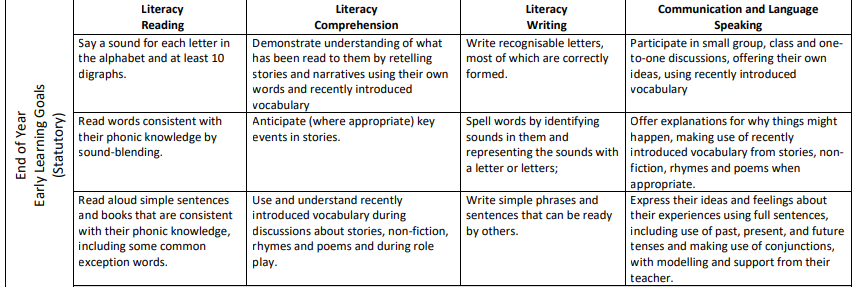 Literacy
Reading
Literacy
Comprehension
Literacy
Writing
Communication and Language
Speaking
End of Year
Early Learning Goals
(Statutory)
Say a sound for each letter in
the alphabet and at least 10
digraphs.
Demonstrate understanding of what
has been read to them by retelling
stories and narratives using their own
words and recently introduced
vocabulary
Write recognisable letters,
most of which are correctly
formed.
Participate in small group, class and one-
to-one discussions, offering their own
ideas, using recently introduced
vocabulary
Read words consistent with
their phonic knowledge by
sound-blending.
Anticipate (where appropriate) key
events in stories.
Spell words by identifying
sounds in them and
representing the sounds with
a letter or letters;
Offer explanations for why things might
happen, making use of recently
introduced vocabulary from stories, non-
fiction, rhymes and poems when
appropriate.
Read aloud simple sentences
and books that are consistent
with their phonic knowledge,
including some common
exception words.
Use and understand recently
introduced vocabulary during
discussions about stories, non-fiction,
rhymes and poems and during role
play.
Write simple phrases and
sentences that can be ready
by others.
Express their ideas and feelings about
their experiences using full sentences,
including use of past, present, and future
tenses and making use of conjunctions,
with modelling and support from their
teacher.